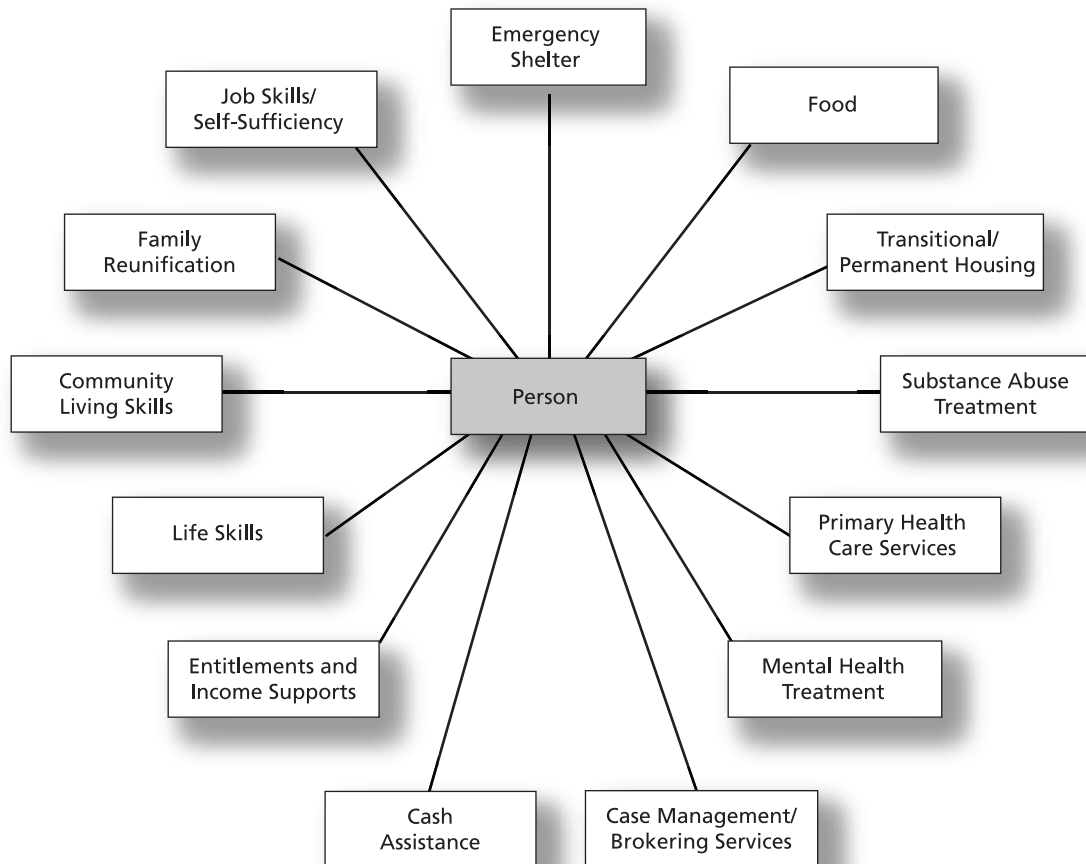 Emergency
Shelter
Job Skills/
Self-Sufficiency
Food
Family
Reunification
Transitional/
Permanent Housing
Community
Living Skills
Person
Substance Abuse
Treatment
Life Skills
Primary Health
Care Services
Entitlements and
Income Supports
Mental Health
Treatment
Cash
Assistance
Case Management/
Brokering Services